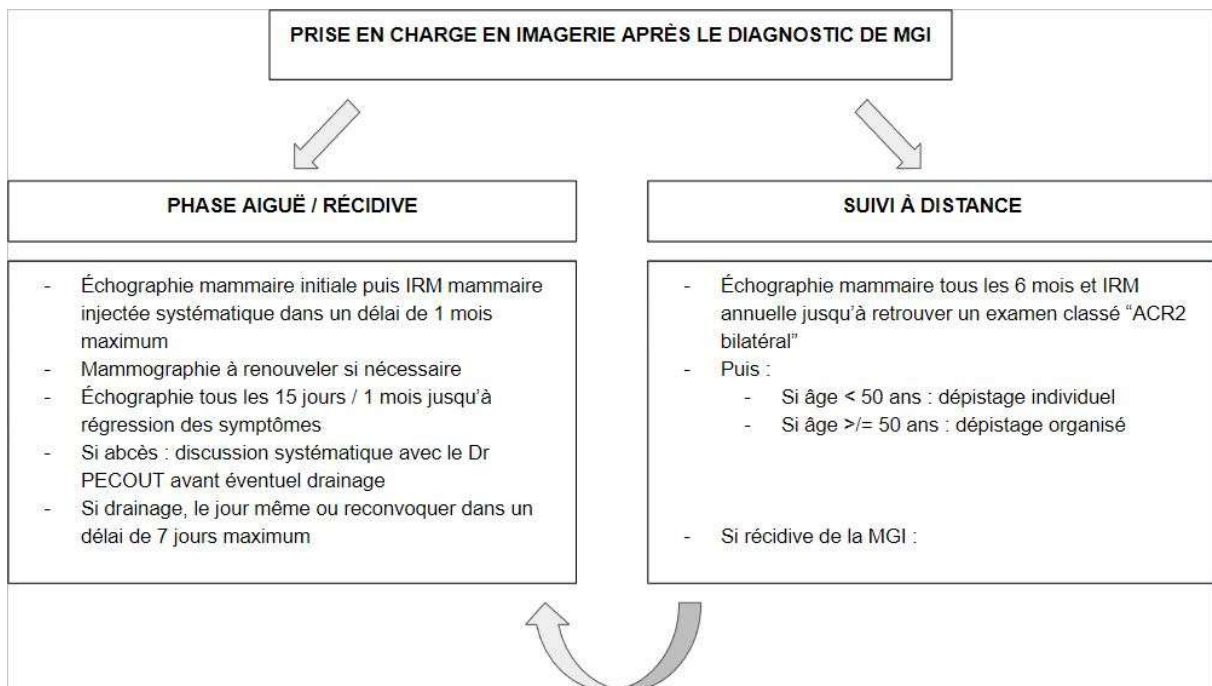 PRISE EN CHARGE EN IMAGERIE APRÈS LE DIAGNOSTIC DE MGI
PHASE AIGUË / RÉCIDIVE
- Échographie mammaire initiale puis IRM mammaire
injectée systématique dans un délai de 1 mois
maximum
- Mammographie à renouveler si nécessaire
- Échographie tous les 15 jours / 1 mois jusqu'à
régression des symptômes
- Si abcès : discussion systématique avec le Dr
PECOUT avant éventuel drainage
- Si drainage, le jour même ou reconvoquer dans un
délai de 7 jours maximum
SUIVI À DISTANCE
- Échographie mammaire tous les 6 mois et IRM
annuelle jusqu'à retrouver un examen classé “ACR2
bilatéral”
- Puis :
- Si âge < 50 ans : dépistage individuel
- Si âge >/= 50 ans : dépistage organisé
- Si récidive de la MGI :